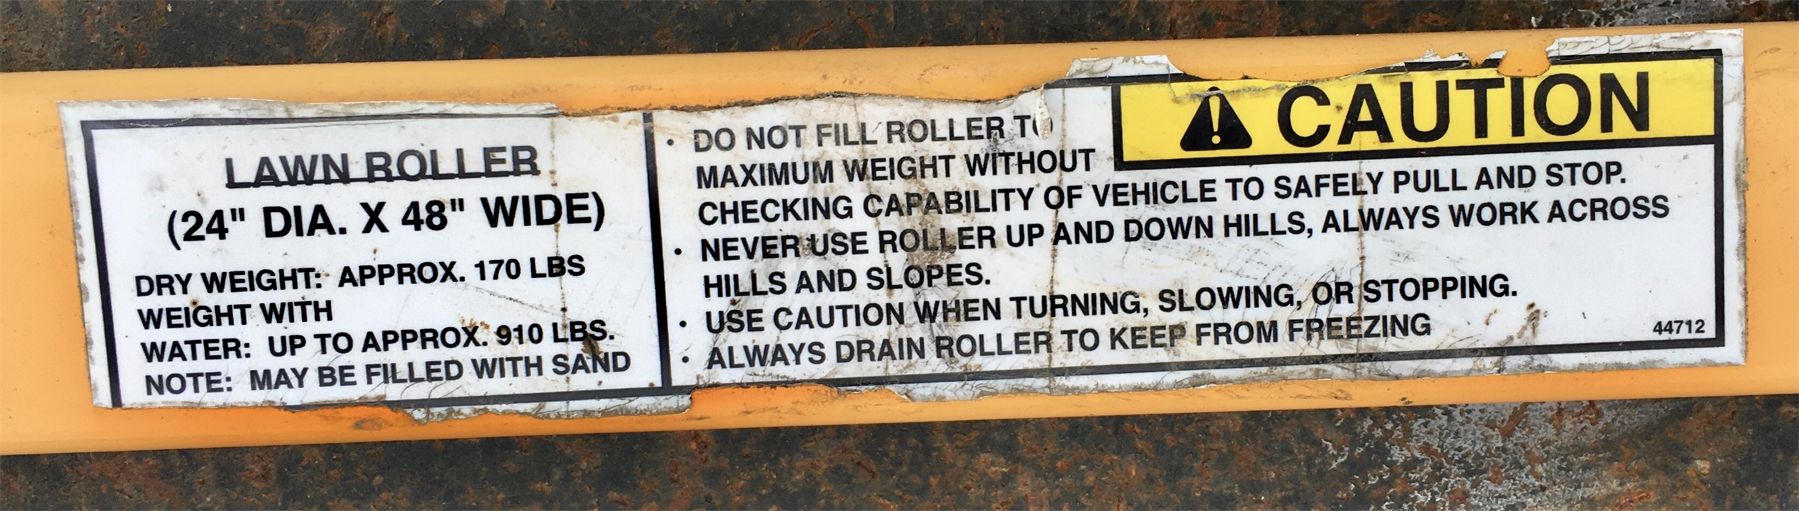 LAWN ROLLER
(24" DIA. X 48" WIDE)
DRY WEIGHT: APPROX. 170 LBS
WEIGHT WITH
WATER: UP TO APPROX. 910 LBS.
NOTE: MAY BE FILLED WITH SAND
CAUTION
• DO NOT FILL ROLLER TO
MAXIMUM WEIGHT WITHOUT
CHECKING CAPABILITY OF VEHICLE TO SAFELY PULL AND STOP.
• NEVER USE ROLLER UP AND DOWN HILLS, ALWAYS WORK ACROSS
HILLS AND SLOPES.
• USE CAUTION WHEN TURNING, SLOWING, OR STOPPING.
• ALWAYS DRAIN ROLLER TO KEEP FROM FREEZING
44712